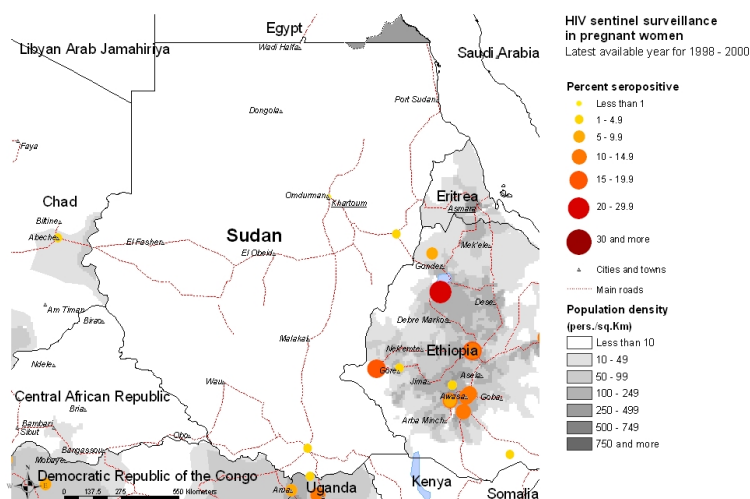 HIV sentinel surveillance
in pregnant women
Latest available year for 1998 - 2000
Percent seropositive
Less than 1
1 - 4.9
5 - 9.9
10 - 14.9
15 - 19.9
20 - 29.9
30 and more
Cities and towns
Main roads
Population density
(pers./sq.Km)
Less than 10
10 - 49
50 - 99
100 - 249
250 - 499
500 - 749
750 and more
Egypt
Libyan Arab Jamahiriya
Wadi Halfa
Saudi Arabia
Port Sudan
Dongola
Faya
Chad
Omdurman
Khartoum
Eritrea
Asmara
Biltine
Abeche
El Fasher
Sudan
El Obeid
Mek'ele
Gonder
Am Timan
Birao
Dese
Debre Markos
Malakal
Nek'emte
Ethiopia
Ndele
Gore
Jima
Asela
Central African Republic
Wau
Awasa
Goba
Bria
Bambari
Sibut
Obo
Arba Minch
Bangassou
Mobaye
Democratic Republic of the Congo
Kenya
Arua
Uganda
Somalia
0 137.5 275 550 Kilometers